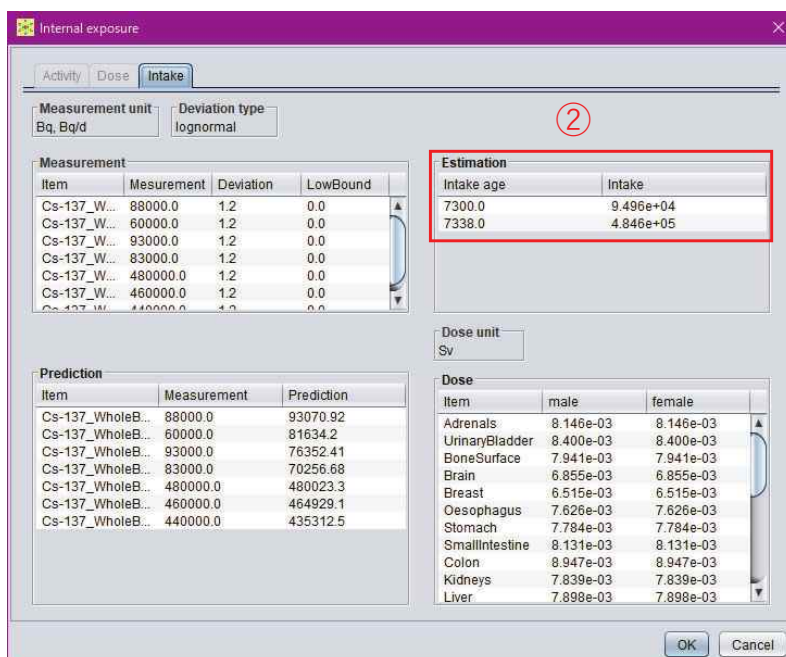 Internal exposure
Activity Dose Intake
Measurement unit Deviation type
Bq, Bq/d lognormal
②
Measurement
Item Mesurement Deviation LowBound
Cs-137_W... 88000.0 1.2 0.0
Cs-137_W... 60000.0 1.2 0.0
Cs-137_W... 93000.0 1.2 0.0
Cs-137_W... 83000.0 1.2 0.0
Cs-137_W... 480000.0 1.2 0.0
Cs-137_W... 460000.0 1.2 0.0
Cs-137_W... 440000.0 1.2 0.0
Estimation
Intake age Intake
7300.0 9.496e+04
7338.0 4.846e+05
Dose unit
Sv
Prediction
Item Measurement Prediction
Cs-137_WholeB... 88000.0 93070.92
Cs-137_WholeB... 60000.0 81634.2
Cs-137_WholeB... 93000.0 76352.41
Cs-137_WholeB... 83000.0 70256.68
Cs-137_WholeB... 480000.0 480023.3
Cs-137_WholeB... 460000.0 464929.1
Cs-137_WholeB... 440000.0 435312.5
Dose
Item male female
Adrenals 8.146e-03 8.146e-03
UrinaryBladder 8.400e-03 8.400e-03
BoneSurface 7.941e-03 7.941e-03
Brain 6.855e-03 6.855e-03
Breast 6.515e-03 6.515e-03
Oesophagus 7.626e-03 7.626e-03
Stomach 7.784e-03 7.784e-03
SmallIntestine 8.131e-03 8.131e-03
Colon 8.947e-03 8.947e-03
Kidneys 7.839e-03 7.839e-03
Liver 7.898e-03 7.898e-03
OK Cancel